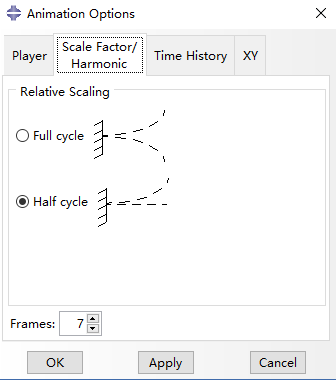 Animation Options
Player
Scale Factor/
Harmonic
Time History
XY
Relative Scaling
Full cycle
Half cycle
Frames: 7
OK
Apply
Cancel